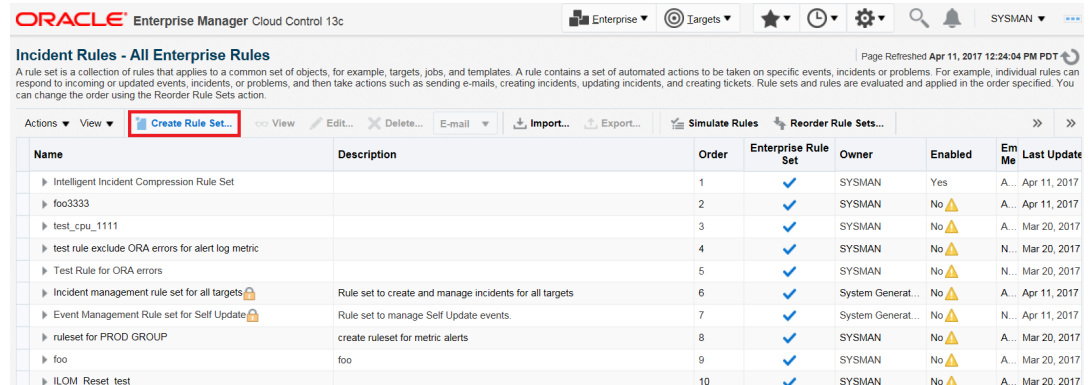 ORACLE Enterprise Manager Cloud Control 13c Enterprise Targets SYSMAN
Incident Rules - All Enterprise Rules Page Refreshed Apr 11, 2017 12:24:04 PM PDT
A rule set is a collection of rules that applies to a common set of objects, for example, targets, jobs, and templates. A rule contains a set of automated actions to be taken on specific events, incidents or problems. For example, individual rules can
respond to incoming or updated events, incidents, or problems, and then take actions such as sending e-mails, creating incidents, updating incidents, and creating tickets. Rule sets and rules are evaluated and applied in the order specified. You
can change the order using the Reorder Rule Sets action.
Actions View Create Rule Set... View Edit... Delete... E-mail Import... Export... Simulate Rules Reorder Rule Sets... » »
Name Description Order Enterprise Rule Set Owner Enabled Em Me Last Update
Intelligent Incident Compression Rule Set 1 SYSMAN Yes A... Apr 11, 2017
foo3333 2 SYSMAN No A... Apr 11, 2017
test_cpu_1111 3 SYSMAN No A... Mar 20, 2017
test rule exclude ORA errors for alert log metric 4 SYSMAN No N... Mar 20, 2017
Test Rule for ORA errors 5 SYSMAN No N... Mar 20, 2017
Incident management rule set for all targets Rule set to create and manage incidents for all targets 6 System Generat... No A... Apr 11, 2017
Event Management Rule set for Self Update Rule set to manage Self Update events. 7 System Generat... No N... Apr 11, 2017
ruleset for PROD GROUP create ruleset for metric alerts 8 SYSMAN No A... Mar 20, 2017
foo foo 9 SYSMAN No A... Mar 20, 2017
ILOM_Reset_test 10 SYSMAN No A... Mar 20, 2017